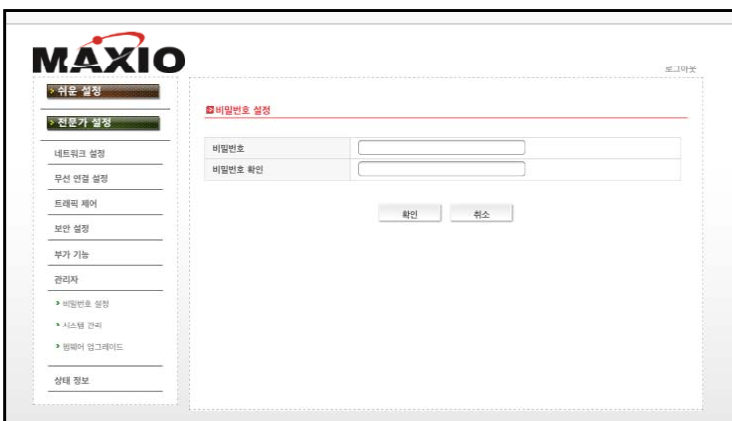 MAXIO
로그아웃
쉬운 설정
전문가 설정
네트워크 설정
무선 연결 설정
트래픽 제어
보안 설정
부가 기능
관리자
비밀번호 설정
시스템 관리
펌웨어 업그레이드
상태 정보
비밀번호 설정
비밀번호
비밀번호 확인
확인 취소